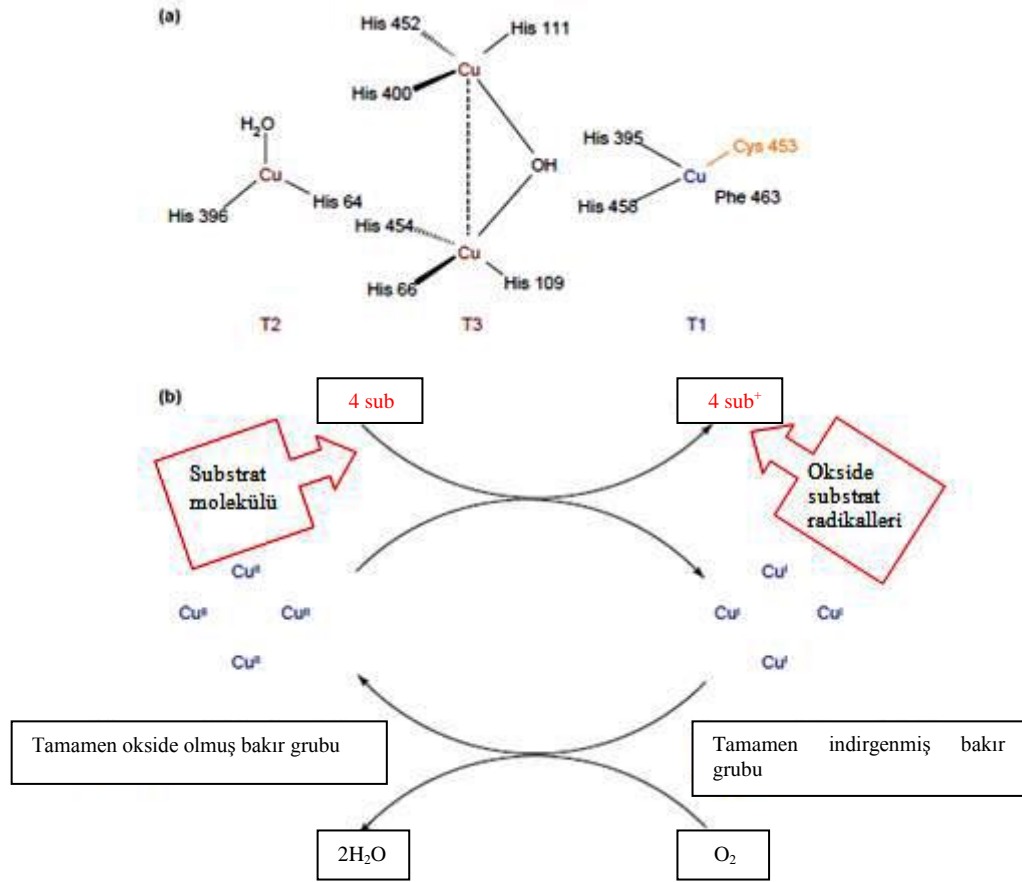 (a)
His 452
His 111
Cu
His 400
H₂O
Cu
His 396
His 64
OH
His 395
Cys 453
Cu
His 458
Phe 463
His 454
Cu
His 66
His 109
T2
T3
T1
(b)
4 sub
4 sub⁺
Substrat
molekülü
Okside
substrat
radikalleri
Cuᴵᴵ
Cuᴵᴵ
Cuᴵᴵ
Cuᴵᴵ
Cuᴵ
Cuᴵ
Cuᴵ
Cuᴵ
Tamamen okside olmuş bakır grubu
Tamamen indirgenmiş bakır
grubu
2H₂O
O₂